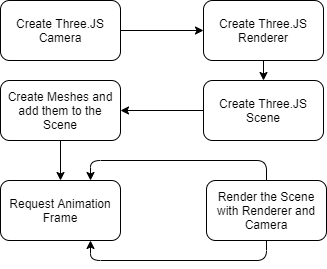 Create Three.JS
Camera
Create Three.JS
Renderer
Create Three.JS
Scene
Create Meshes and
add them to the
Scene
Request Animation
Frame
Render the Scene
with Renderer and
Camera